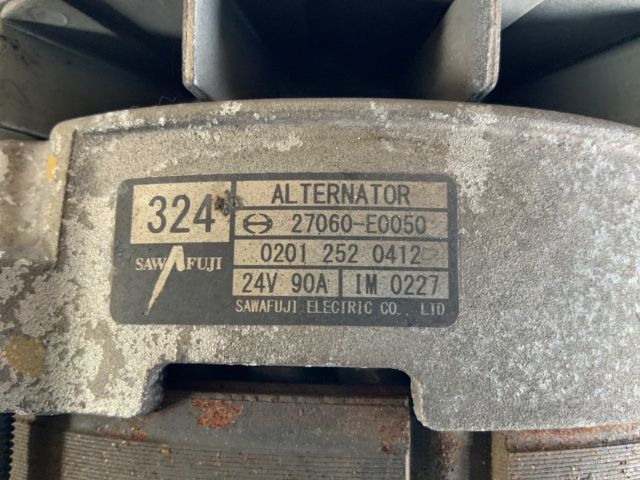 324
SAWAFUJI
ALTERNATOR
27060-E0050
0201 252 0412
24V 90A
IM 0227
SAWAFUJI ELECTRIC CO., LTD